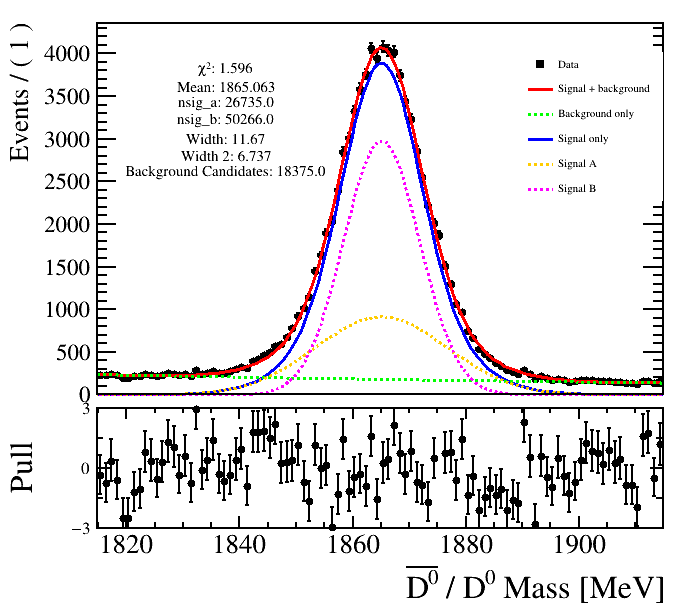 Events / ( 1 )
4000
3500
3000
2500
2000
1500
1000
500
0
χ²: 1.596
Mean: 1865.063
nsig_a: 26735.0
nsig_b: 50266.0
Width: 11.67
Width 2: 6.737
Background Candidates: 18375.0
Data
Signal + background
Background only
Signal only
Signal A
Signal B
Pull
3
0
−3
1820 1840 1860 1880 1900
D⁰ / D⁰ Mass [MeV]